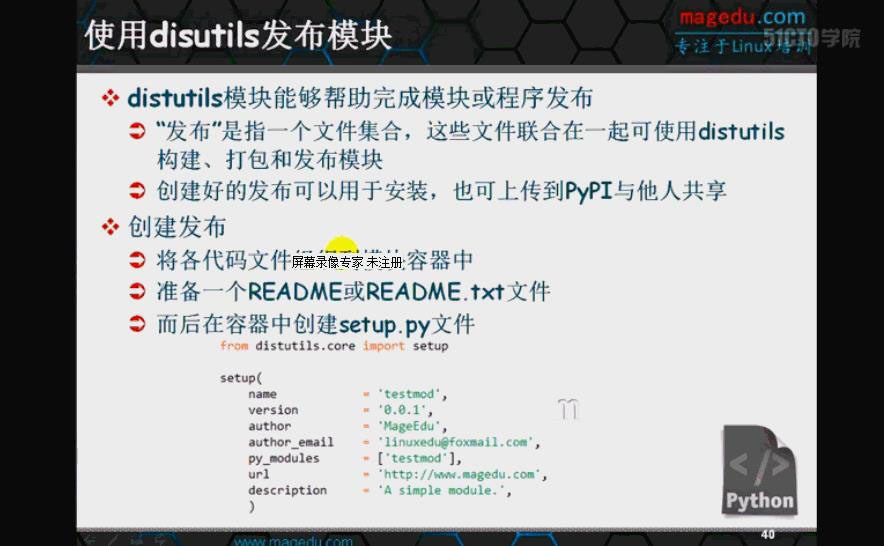 使用disutils发布模块
magedu.com
专注于Linux培训
51CTO学院
distutils模块能够帮助完成模块或程序发布
“发布”是指一个文件集合，这些文件联合在一起可使用distutils
构建、打包和发布模块
创建好的发布可以用于安装，也可上传到PyPI与他人共享
创建发布
将各代码文件 容器中
屏幕录像专家 未注册
准备一个README或README.txt文件
而后在容器中创建setup.py文件
from distutils.core import setup
setup(
name = 'testmod',
version = '0.0.1',
author = 'MageEdu',
author_email = 'linuxedu@foxmail.com',
py_modules = ['testmod'],
url = 'http://www.magedu.com',
description = 'A simple module.',
)
</>
Python
40
www.magedu.com